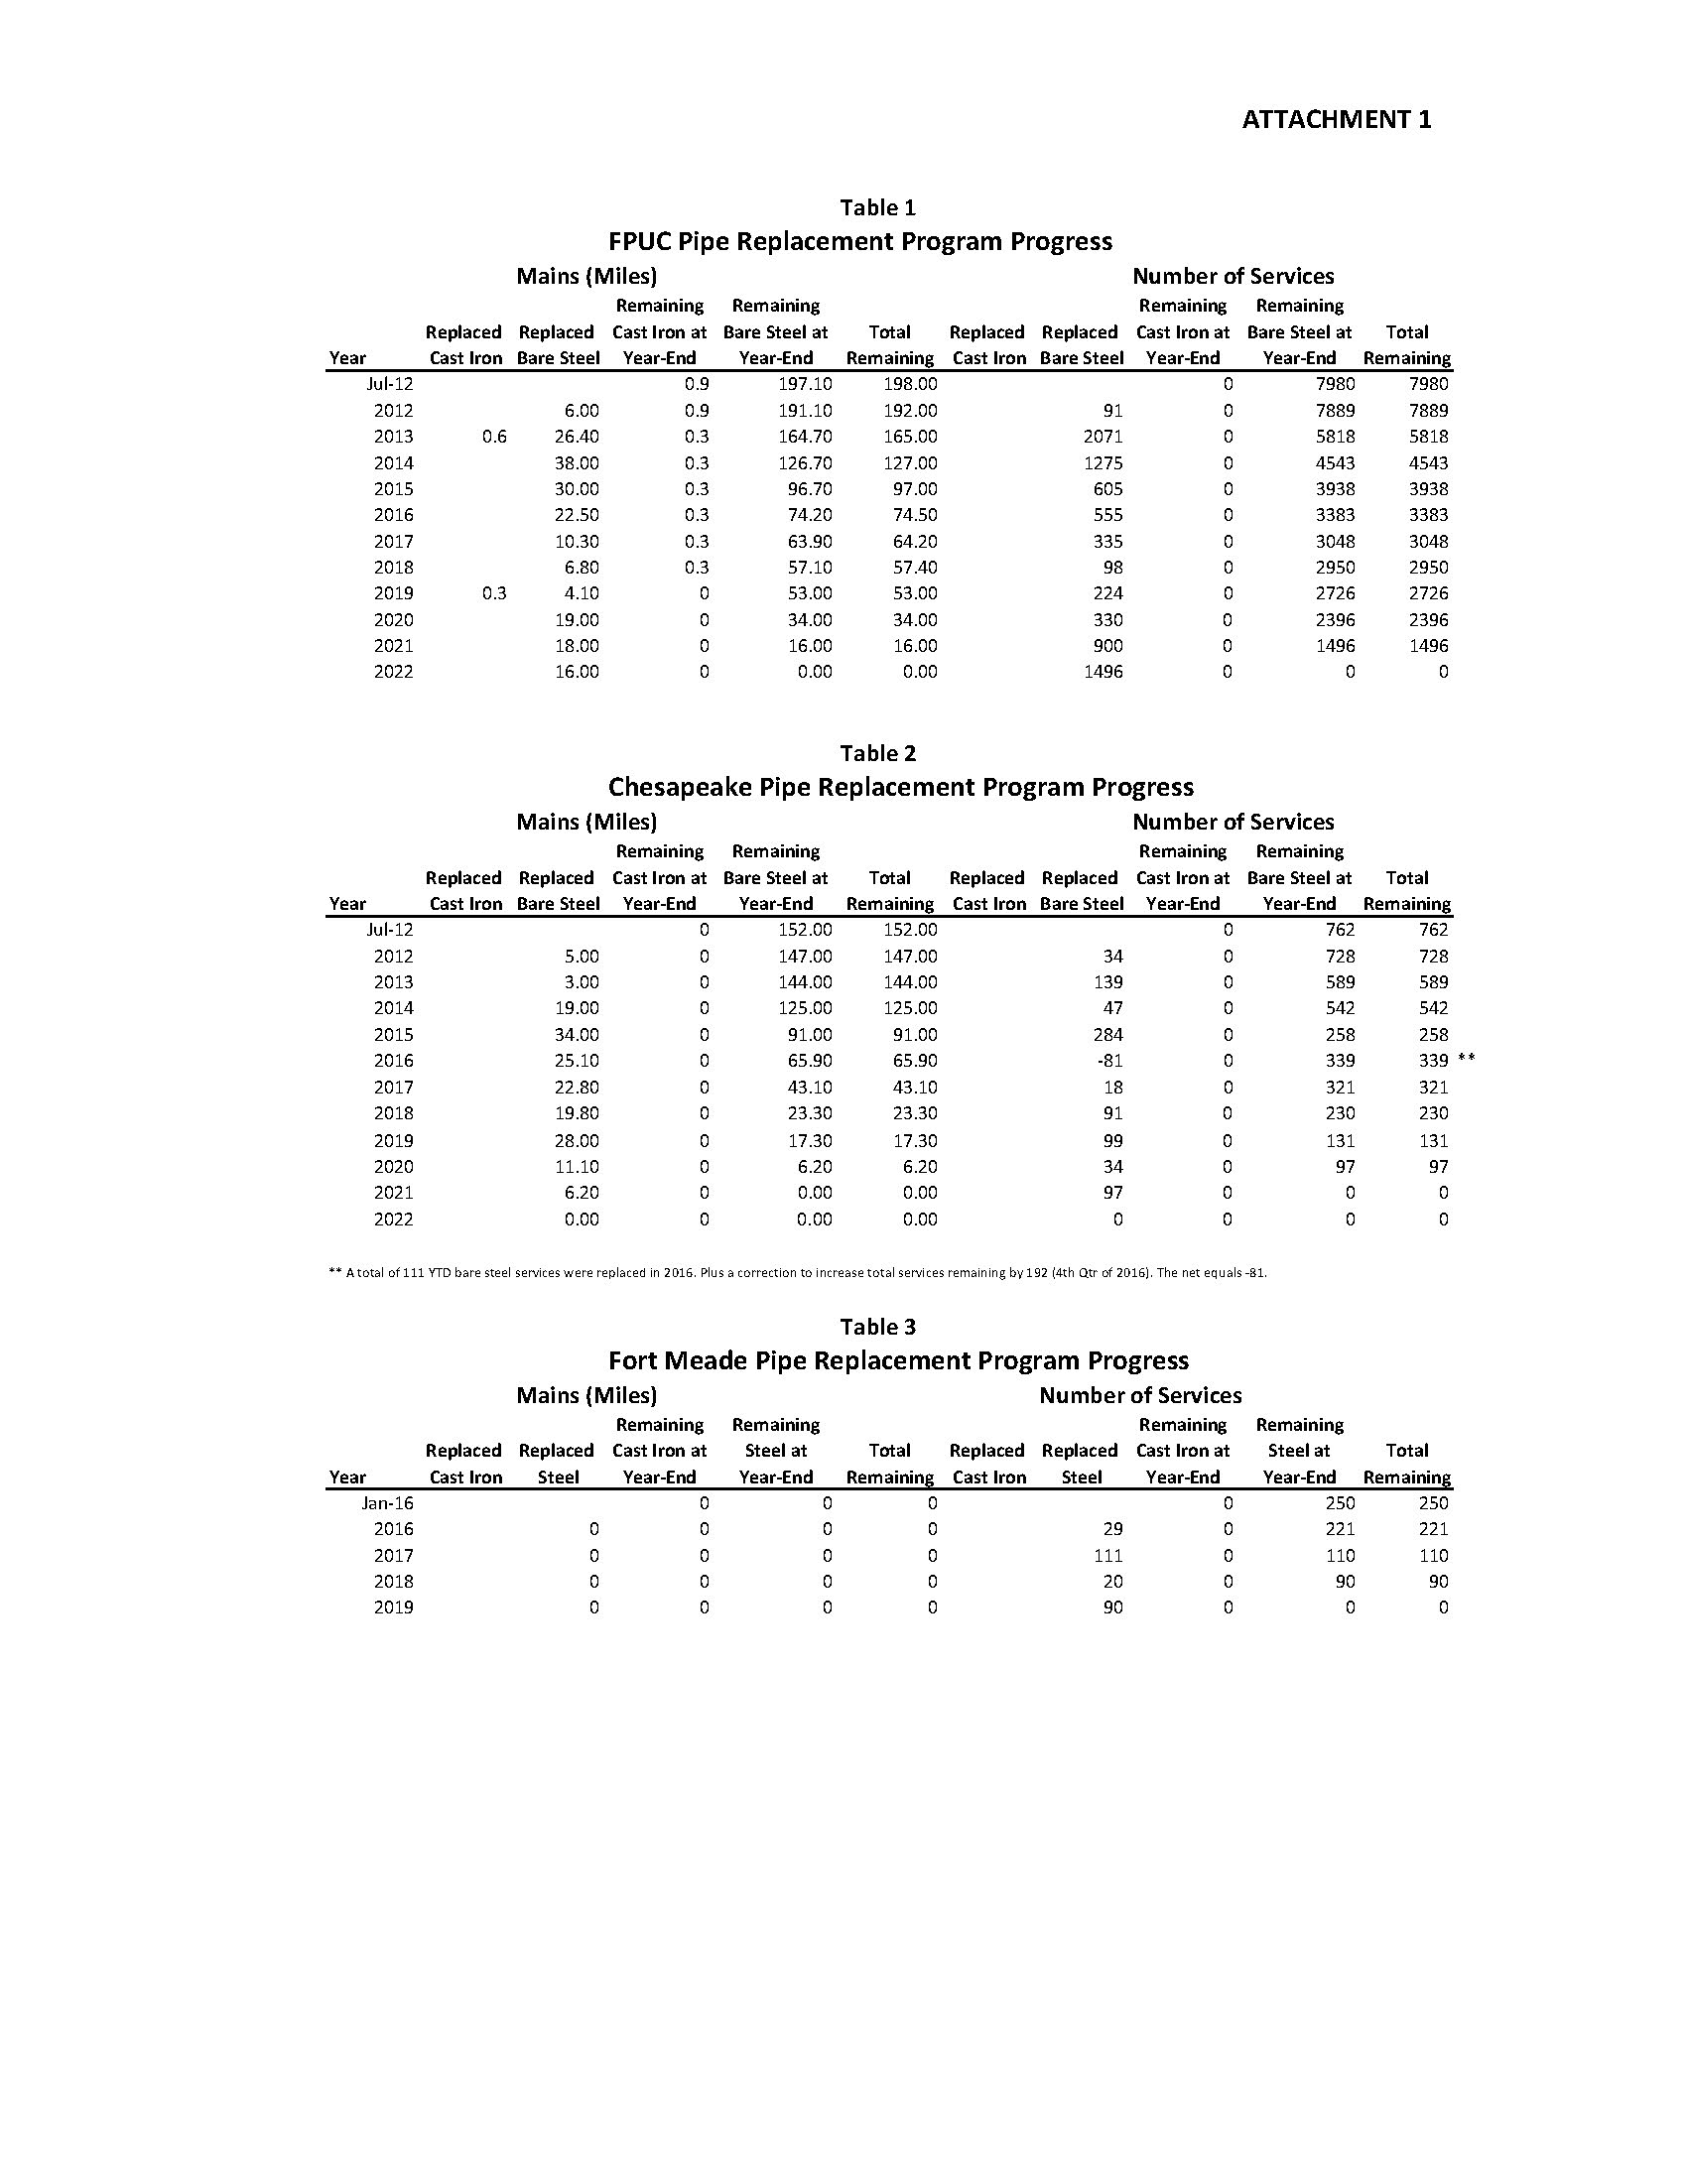 ATTACHMENT 1
Table 1
FPUC Pipe Replacement Program Progress
Mains (Miles) Number of Services
Remaining Remaining Remaining Remaining
Replaced Replaced Cast Iron at Bare Steel at Total Replaced Replaced Cast Iron at Bare Steel at Total
Year Cast Iron Bare Steel Year-End Year-End Remaining Cast Iron Bare Steel Year-End Year-End Remaining
Jul-12 0.9 197.10 198.00 0 7980 7980
2012 6.00 0.9 191.10 192.00 91 0 7889 7889
2013 0.6 26.40 0.3 164.70 165.00 2071 0 5818 5818
2014 38.00 0.3 126.70 127.00 1275 0 4543 4543
2015 30.00 0.3 96.70 97.00 605 0 3938 3938
2016 22.50 0.3 74.20 74.50 555 0 3383 3383
2017 10.30 0.3 63.90 64.20 335 0 3048 3048
2018 6.80 0.3 57.10 57.40 98 0 2950 2950
2019 0.3 4.10 0 53.00 53.00 224 0 2726 2726
2020 19.00 0 34.00 34.00 330 0 2396 2396
2021 18.00 0 16.00 16.00 900 0 1496 1496
2022 16.00 0 0.00 0.00 1496 0 0 0
Table 2
Chesapeake Pipe Replacement Program Progress
Mains (Miles) Number of Services
Remaining Remaining Remaining Remaining
Replaced Replaced Cast Iron at Bare Steel at Total Replaced Replaced Cast Iron at Bare Steel at Total
Year Cast Iron Bare Steel Year-End Year-End Remaining Cast Iron Bare Steel Year-End Year-End Remaining
Jul-12 0 152.00 152.00 0 762 762
2012 5.00 0 147.00 147.00 34 0 728 728
2013 3.00 0 144.00 144.00 139 0 589 589
2014 19.00 0 125.00 125.00 47 0 542 542
2015 34.00 0 91.00 91.00 284 0 258 258
2016 25.10 0 65.90 65.90 -81 0 339 339 **
2017 22.80 0 43.10 43.10 18 0 321 321
2018 19.80 0 23.30 23.30 91 0 230 230
2019 28.00 0 17.30 17.30 99 0 131 131
2020 11.10 0 6.20 6.20 34 0 97 97
2021 6.20 0 0.00 0.00 97 0 0 0
2022 0.00 0 0.00 0.00 0 0 0 0
** A total of 111 YTD bare steel services were replaced in 2016. Plus a correction to increase total services remaining by 192 (4th Qtr of 2016). The net equals -81.
Table 3
Fort Meade Pipe Replacement Program Progress
Mains (Miles) Number of Services
Remaining Remaining Remaining Remaining
Replaced Replaced Cast Iron at Steel at Total Replaced Replaced Cast Iron at Steel at Total
Year Cast Iron Steel Year-End Year-End Remaining Cast Iron Steel Year-End Year-End Remaining
Jan-16 0 0 0 0 250 250
2016 0 0 0 0 29 0 221 221
2017 0 0 0 0 111 0 110 110
2018 0 0 0 0 20 0 90 90
2019 0 0 0 0 90 0 0 0